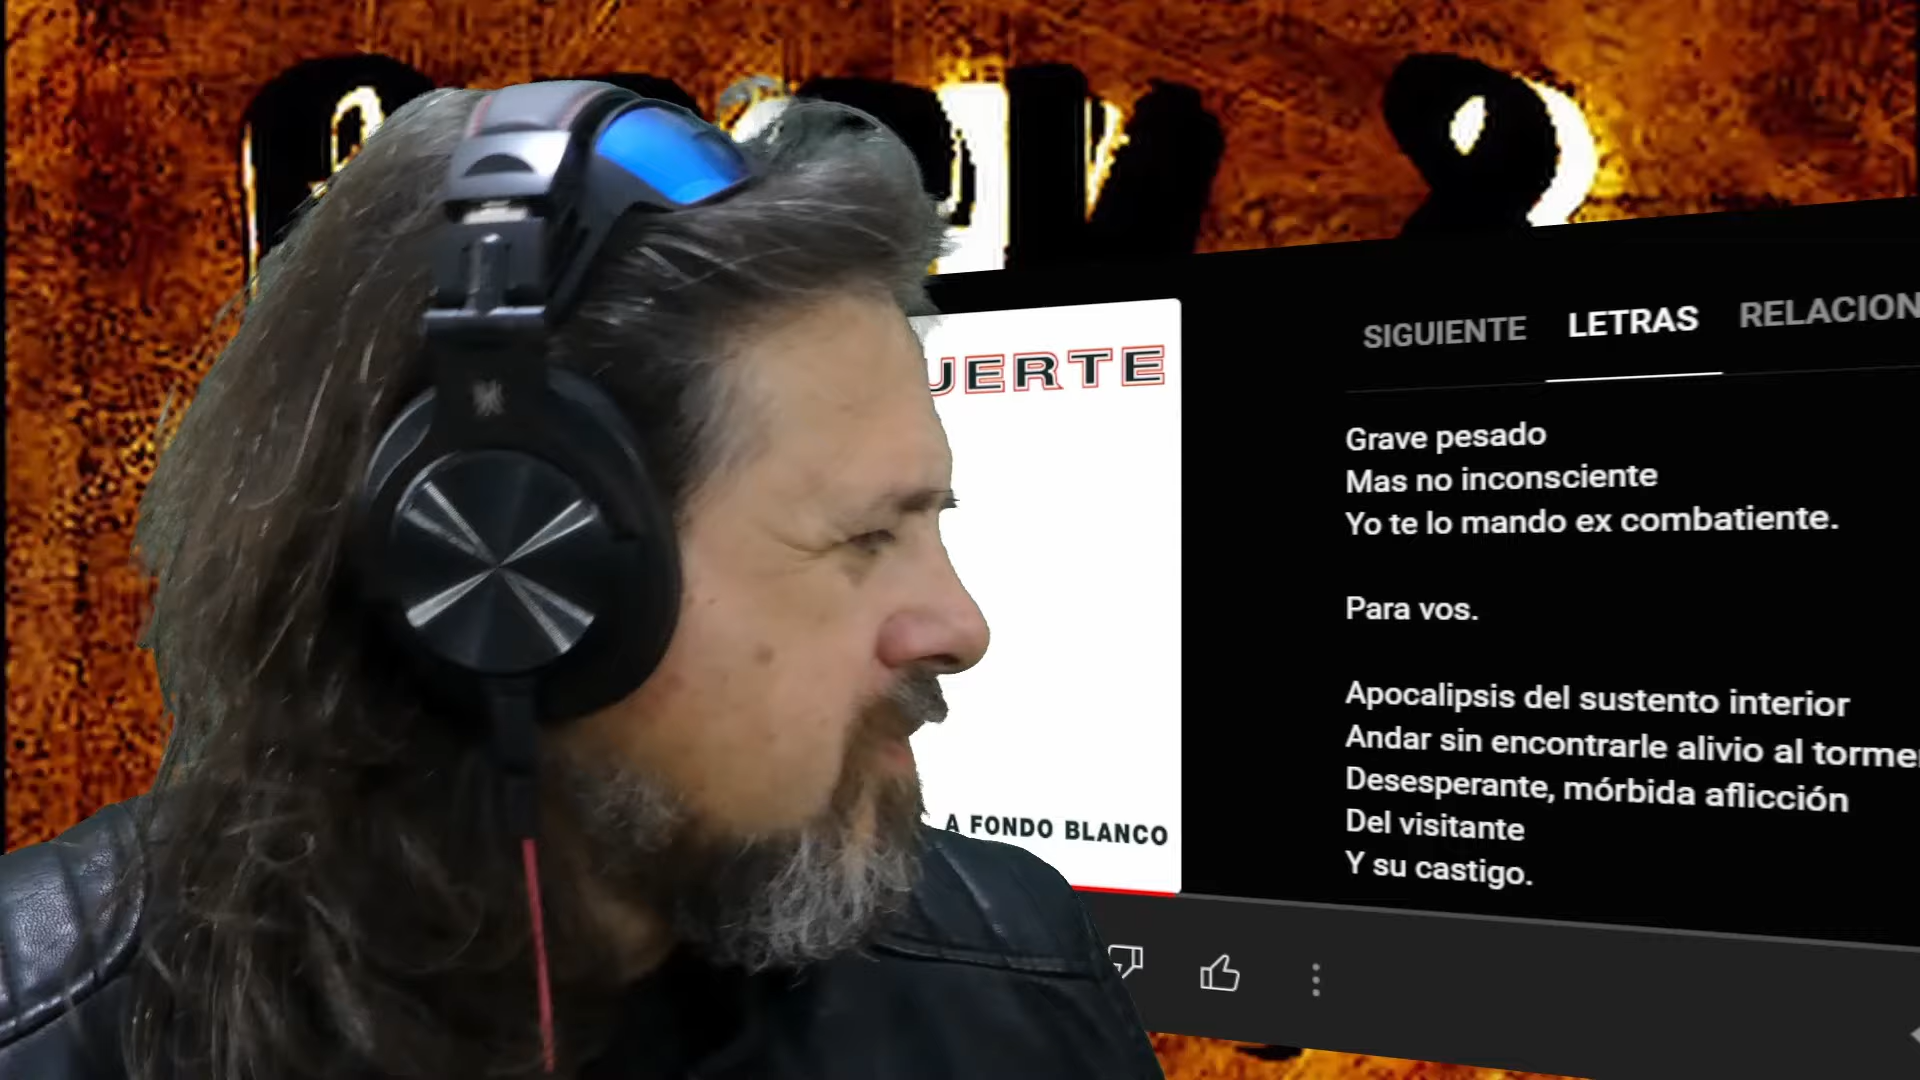 SIGUIENTE LETRAS RELACION
UERTE
A FONDO BLANCO
Grave pesado
Mas no inconsciente
Yo te lo mando ex combatiente.
Para vos.
Apocalipsis del sustento interior
Andar sin encontrarle alivio al torme
Desesperante, mórbida aflicción
Del visitante
Y su castigo.